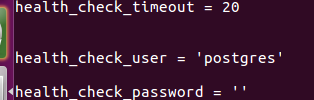 health_check_timeout = 20
health_check_user = 'postgres'
health_check_password = ''